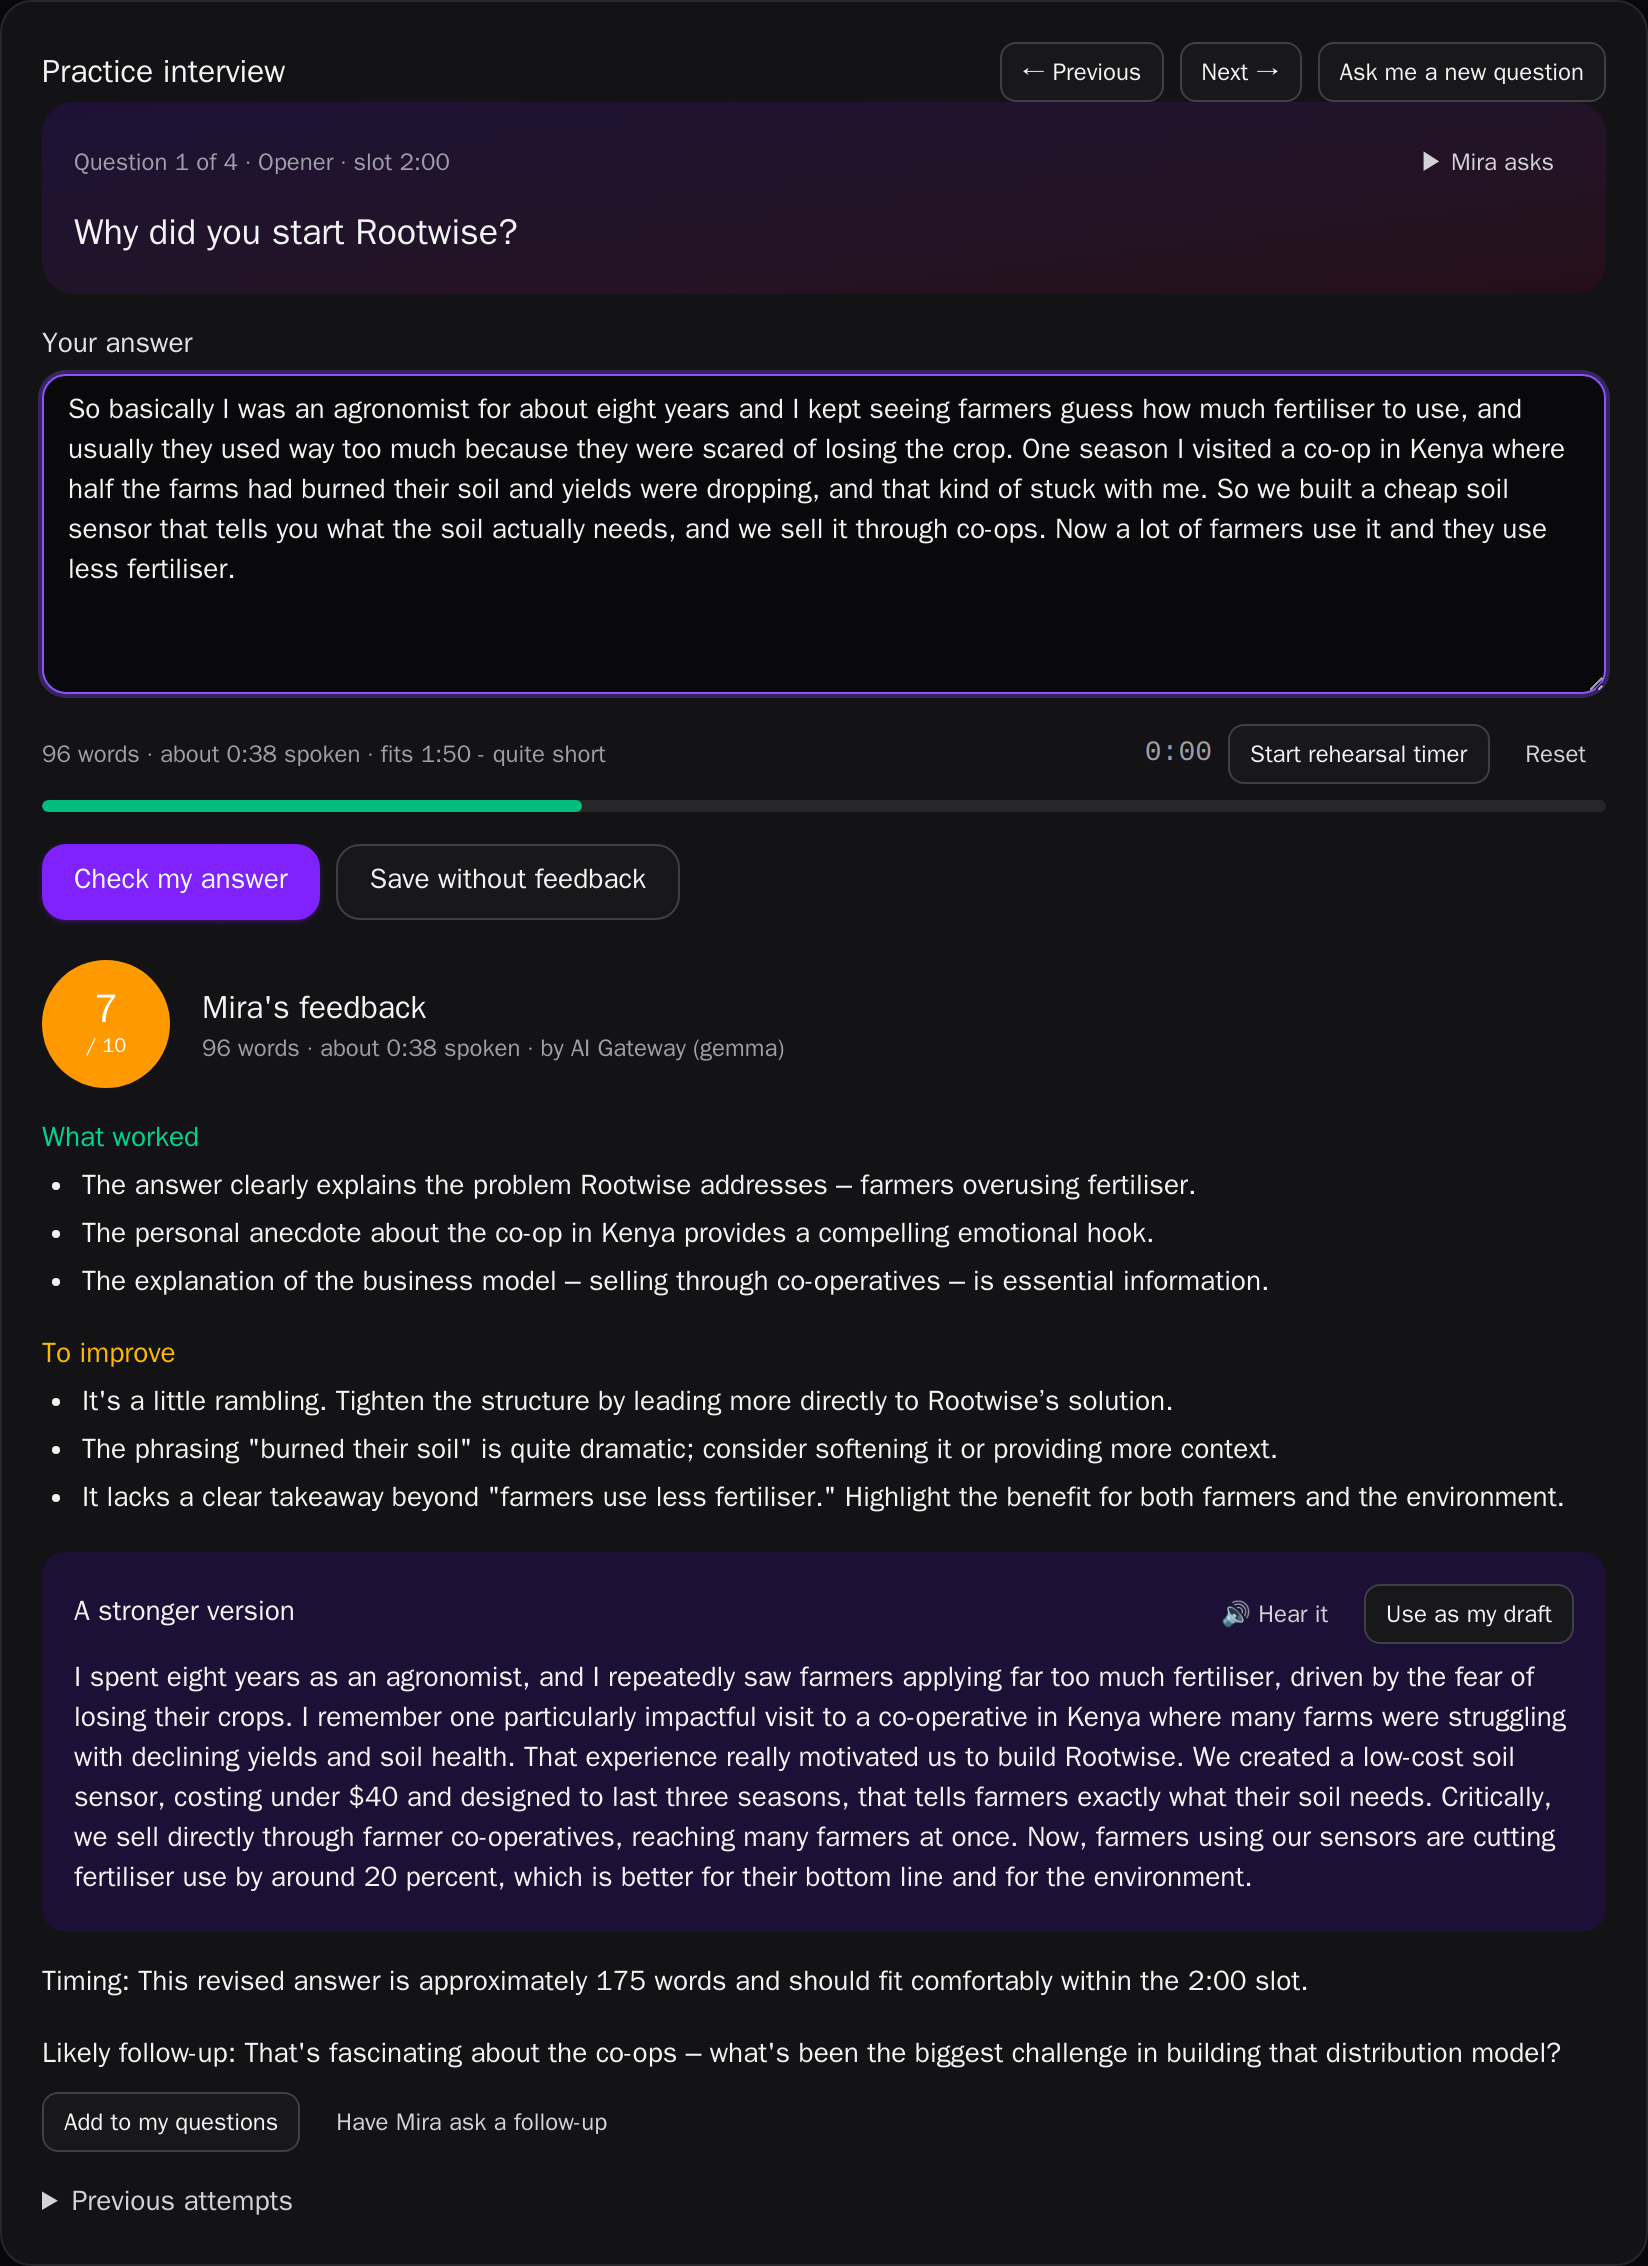 Practice interview
← Previous
Next →
Ask me a new question
Question 1 of 4 · Opener · slot 2:00
▶ Mira asks
Why did you start Rootwise?
Your answer
So basically I was an agronomist for about eight years and I kept seeing farmers guess how much fertiliser to use, and
usually they used way too much because they were scared of losing the crop. One season I visited a co-op in Kenya where
half the farms had burned their soil and yields were dropping, and that kind of stuck with me. So we built a cheap soil
sensor that tells you what the soil actually needs, and we sell it through co-ops. Now a lot of farmers use it and they use
less fertiliser.
96 words · about 0:38 spoken · fits 1:50 - quite short
0:00
Start rehearsal timer
Reset
Check my answer
Save without feedback
7
/ 10
Mira's feedback
96 words · about 0:38 spoken · by AI Gateway (gemma)
What worked
• The answer clearly explains the problem Rootwise addresses – farmers overusing fertiliser.
• The personal anecdote about the co-op in Kenya provides a compelling emotional hook.
• The explanation of the business model – selling through co-operatives – is essential information.
To improve
• It's a little rambling. Tighten the structure by leading more directly to Rootwise’s solution.
• The phrasing "burned their soil" is quite dramatic; consider softening it or providing more context.
• It lacks a clear takeaway beyond "farmers use less fertiliser." Highlight the benefit for both farmers and the environment.
A stronger version
🔊 Hear it
Use as my draft
I spent eight years as an agronomist, and I repeatedly saw farmers applying far too much fertiliser, driven by the fear of
losing their crops. I remember one particularly impactful visit to a co-operative in Kenya where many farms were struggling
with declining yields and soil health. That experience really motivated us to build Rootwise. We created a low-cost soil
sensor, costing under $40 and designed to last three seasons, that tells farmers exactly what their soil needs. Critically,
we sell directly through farmer co-operatives, reaching many farmers at once. Now, farmers using our sensors are cutting
fertiliser use by around 20 percent, which is better for their bottom line and for the environment.
Timing: This revised answer is approximately 175 words and should fit comfortably within the 2:00 slot.
Likely follow-up: That's fascinating about the co-ops – what's been the biggest challenge in building that distribution model?
Add to my questions
Have Mira ask a follow-up
▶ Previous attempts